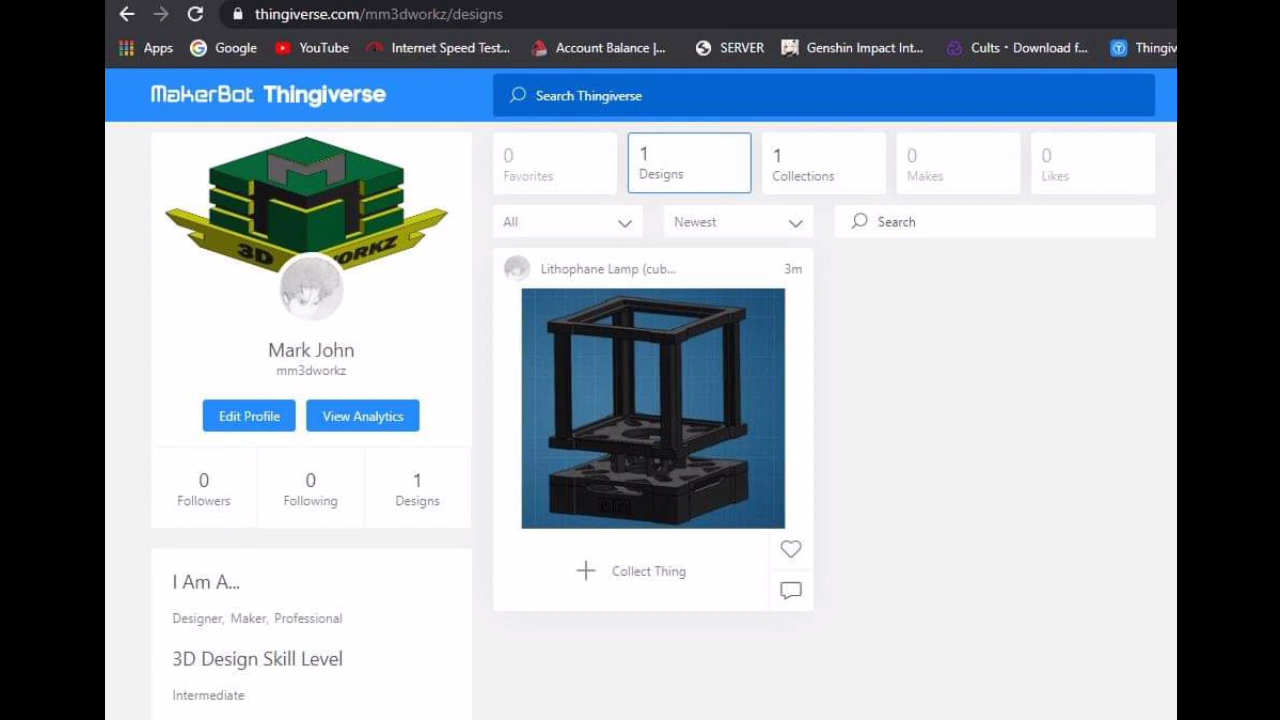 thingiverse.com/mm3dworkz/designs
Apps Google YouTube Internet Speed Test... Account Balance |... SERVER Genshin Impact Int... Cults・Download f... Thingiv
MakerBot Thingiverse
Search Thingiverse
0
Favorites
1
Designs
1
Collections
0
Makes
0
Likes
All
Newest
Search
3D WORKZ
Mark John
mm3dworkz
Edit Profile
View Analytics
0
Followers
0
Following
1
Designs
I Am A...
Designer, Maker, Professional
3D Design Skill Level
Intermediate
Lithophane Lamp (cub...
3m
Collect Thing